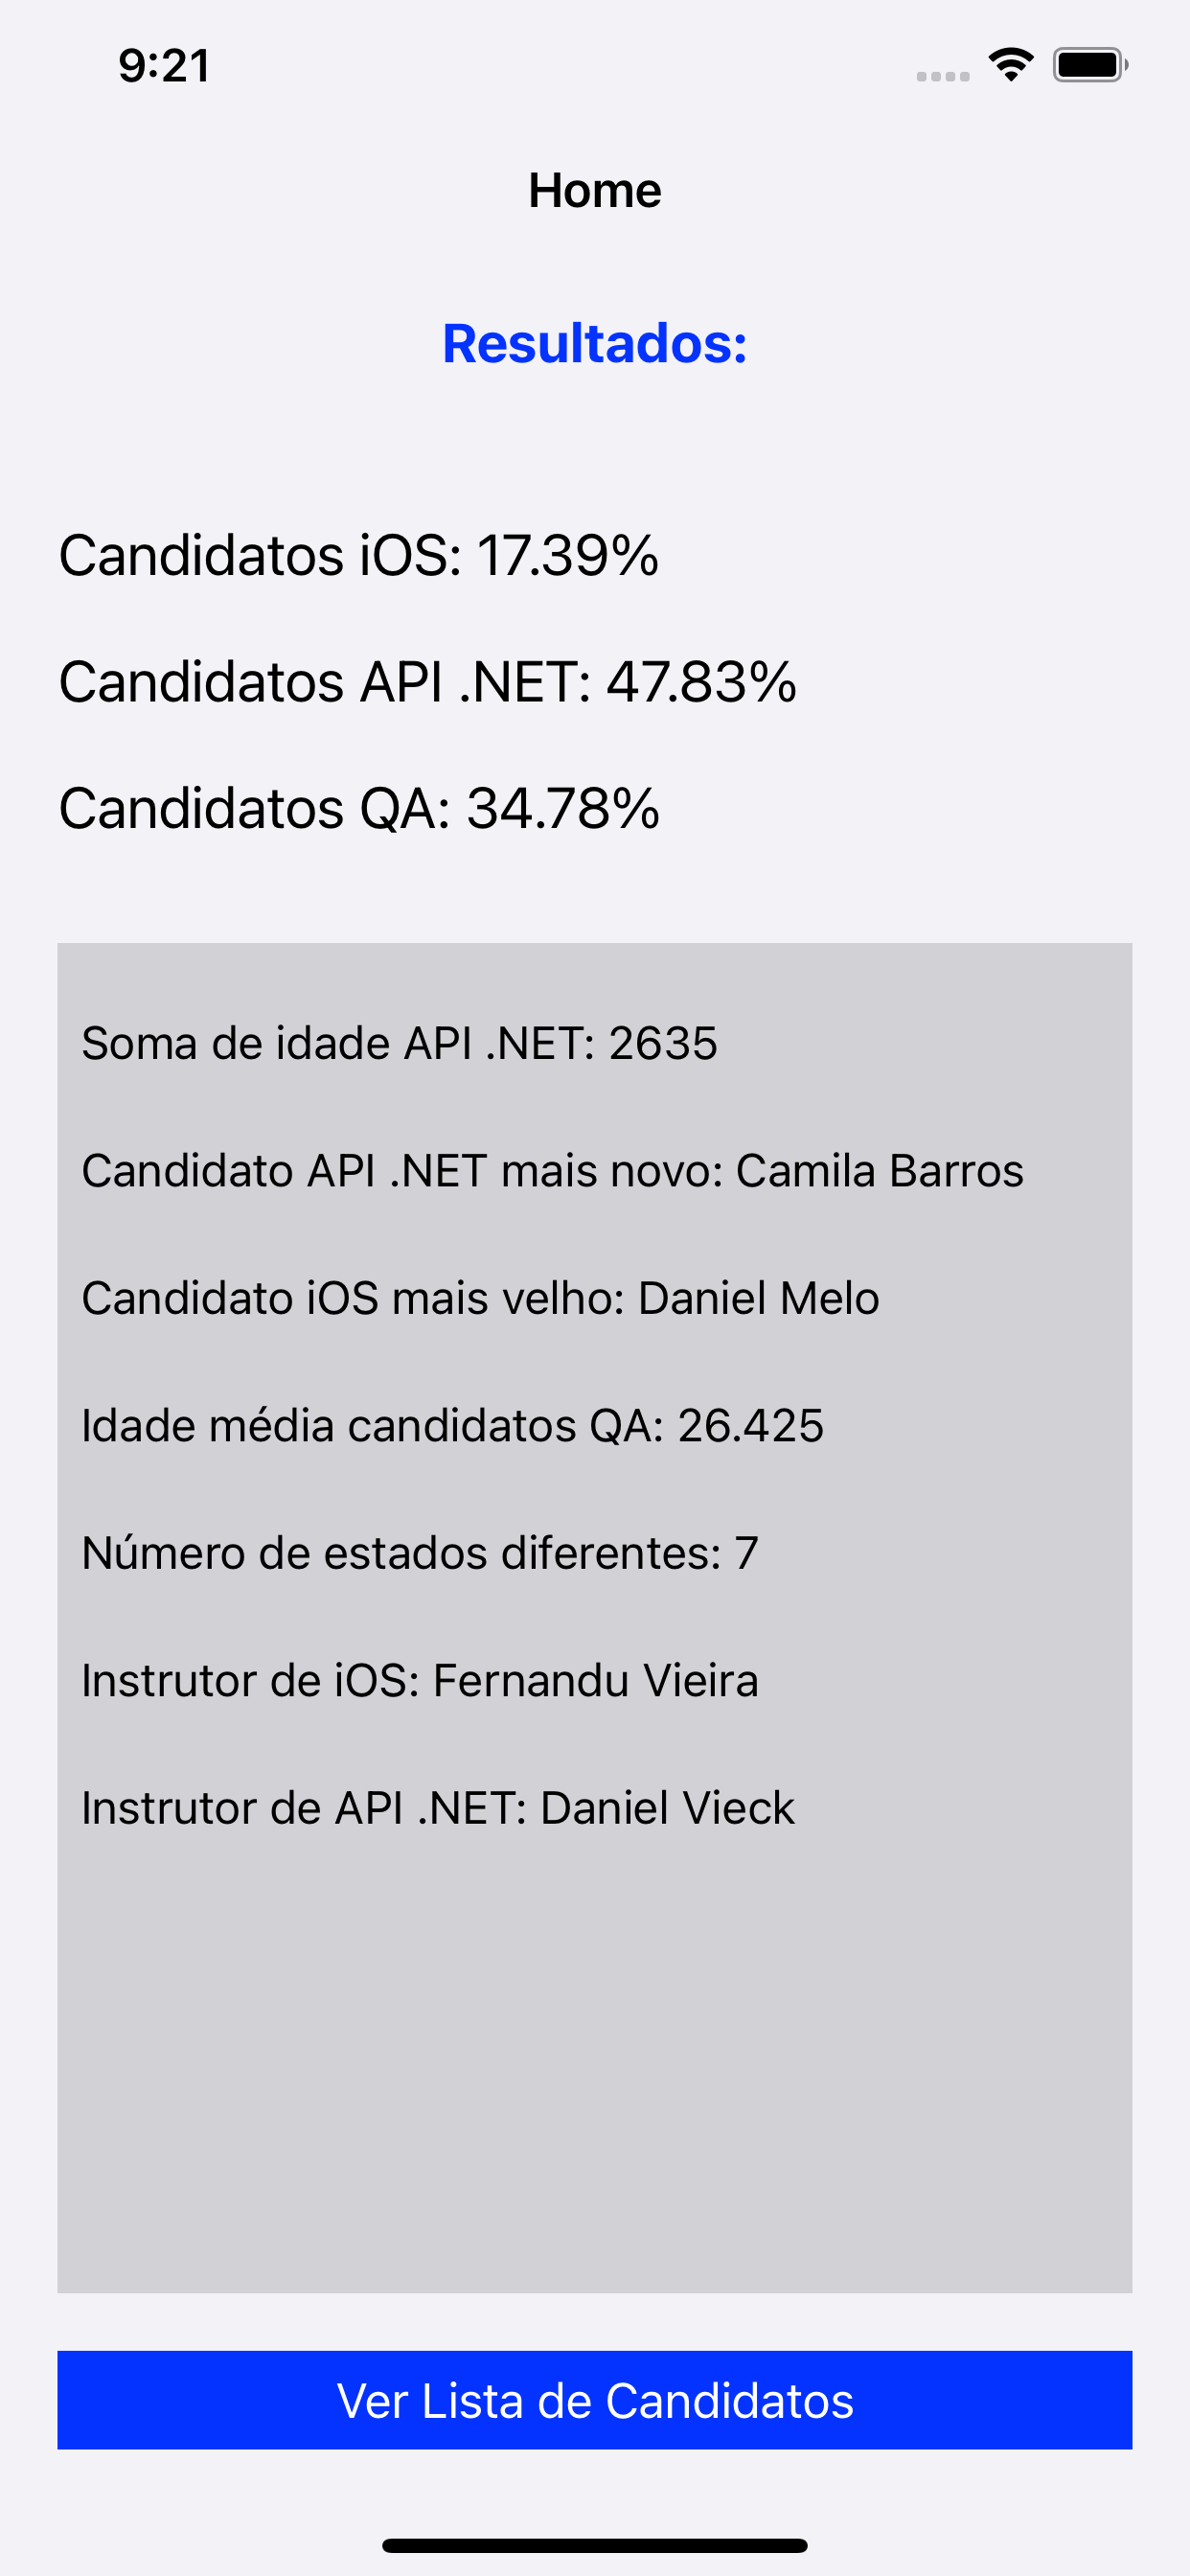 9:21
Home
Resultados:
Candidatos iOS: 17.39%
Candidatos API .NET: 47.83%
Candidatos QA: 34.78%
Soma de idade API .NET: 2635
Candidato API .NET mais novo: Camila Barros
Candidato iOS mais velho: Daniel Melo
Idade média candidatos QA: 26.425
Número de estados diferentes: 7
Instrutor de iOS: Fernandu Vieira
Instrutor de API .NET: Daniel Vieck
Ver Lista de Candidatos